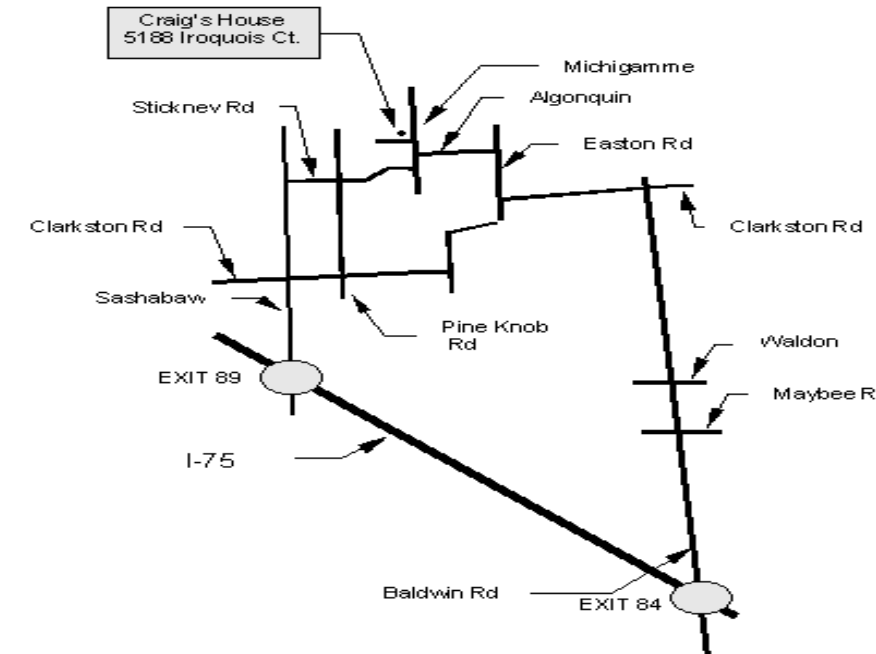 Craig's House
5188 Iroquois Ct.
Michigamme
Algonquin
Sticknev Rd
Easton Rd
Clarkston Rd
Clarkston Rd
Sashabaw
Pine Knob
Rd
Waldon
EXIT 89
Maybee R
I-75
Baldwin Rd
EXIT 84